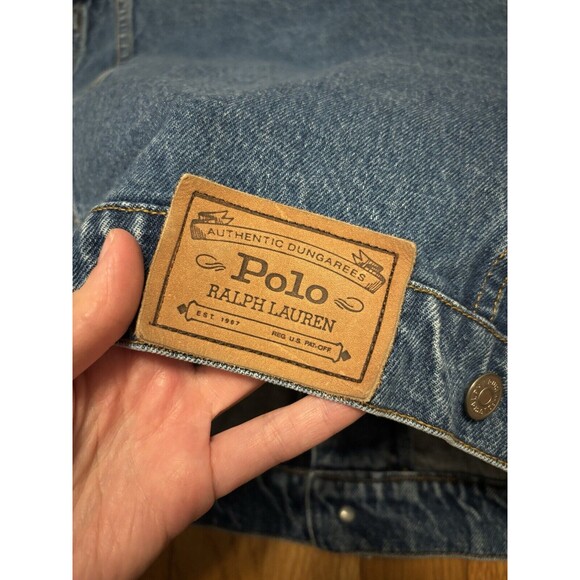 AUTHENTIC DUNGAREES
Polo
RALPH LAUREN
EST. 1967
REG. U.S. PAT. OFF.